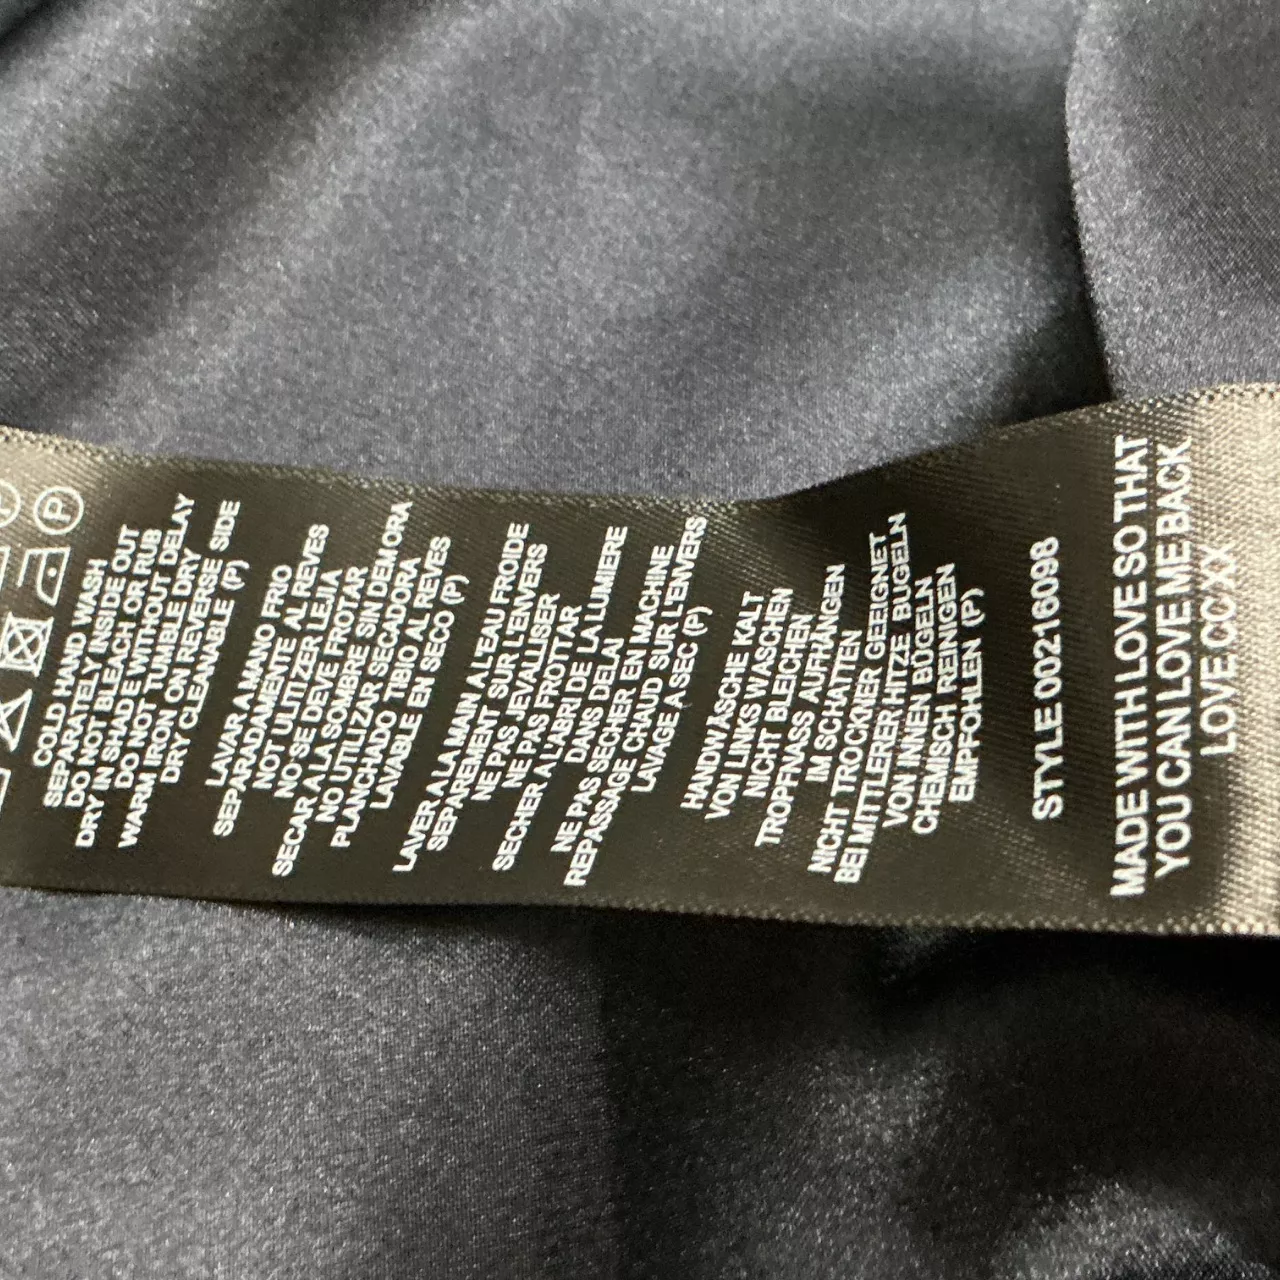 COLD HAND WASH
SEPARATELY INSIDE OUT
DO NOT BLEACH OR RUB
DRY IN SHADE WITHOUT DELAY
DO NOT TUMBLE DRY
WARM IRON ON REVERSE SIDE
DRY CLEANABLE (P)
LAVAR A MANO FRIO
SEPARADAMENTE AL REVES
NOT ULITIZER LEJIA
NO-SE DEVE FROTAR
SECAR A LA SOMBRE SIN DEMORA
NO UTILIZAR SECADORA
PLANCHADO TIBIO AL REVES
LAVABLE EN SECO (P)
LAVER A LA MAIN A L'EAU FROIDE
SEPAREMENT SUR L'ENVERS
NE PAS JEVALLISER
NE PAS FROTTAR
SECHER A L'ABRI DE LA LUMIERE
DANS DELAI
NE PAS SECHER EN MACHINE
REPASSAGE CHAUD SUR L'ENVERS
LAVAGE A SEC (P)
HANDWÄSCHE KALT
VON LINKS WASCHEN
NICHT BLEICHEN
TROPFNASS AUFHÄNGEN
IM SCHATTEN
NICHT TROCKNER GEEIGNET
BEI MITTLERER HITZE BÜGELN
VON INNEN BÜGELN
CHEMISCH REINIGEN
EMPFOHLEN (P)
STYLE 00216098
MADE WITH LOVE SO THAT
YOU CAN LOVE ME BACK
LOVE, CC XX